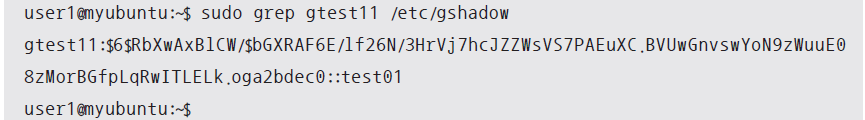 user1@myubuntu:~$ sudo grep gtest11 /etc/gshadow
gtest11:$6$RbXwAxBlCW/$bGXRAF6E/lf26N/3HrVj7hcJZZWsVS7PAEuXC.BVUwGnvswYoN9zWuuE0
8zMorBGfpLqRwITLELk.oga2bdec0::test01
user1@myubuntu:~$